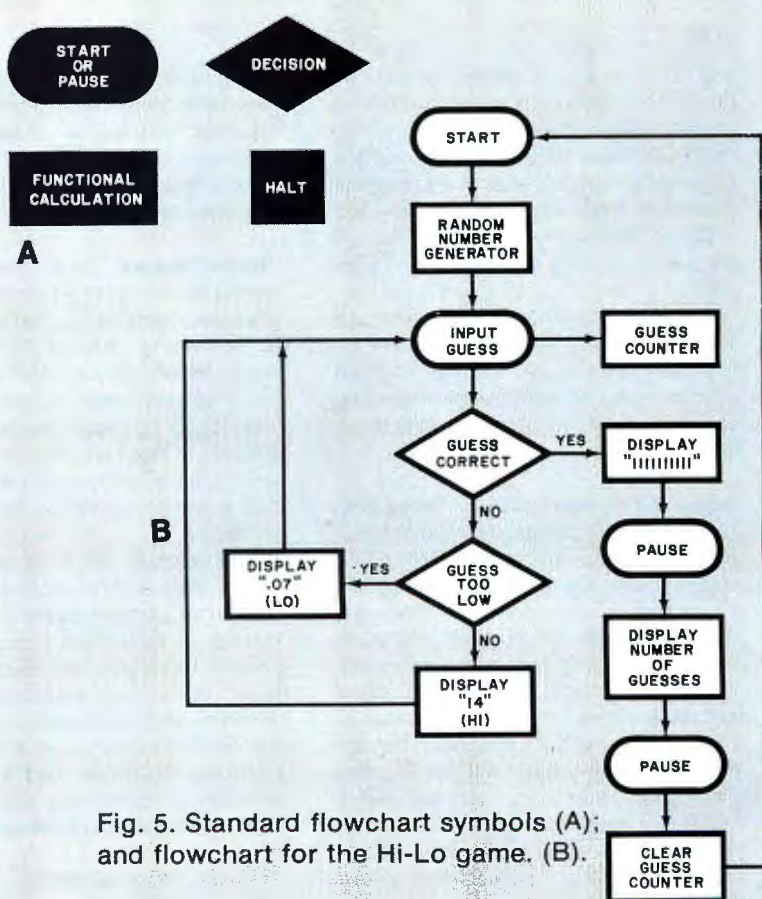 START
OR
PAUSE
DECISION
FUNCTIONAL
CALCULATION
HALT
A
START
RANDOM
NUMBER
GENERATOR
INPUT
GUESS
GUESS
COUNTER
GUESS
CORRECT
YES
DISPLAY
"1111111111"
NO
PAUSE
B
GUESS
TOO
LOW
YES
DISPLAY
".07"
(LO)
NO
DISPLAY
"14"
(HI)
DISPLAY
NUMBER
OF
GUESSES
PAUSE
CLEAR
GUESS
COUNTER
Fig. 5. Standard flowchart symbols (A);
and flowchart for the Hi-Lo game. (B).